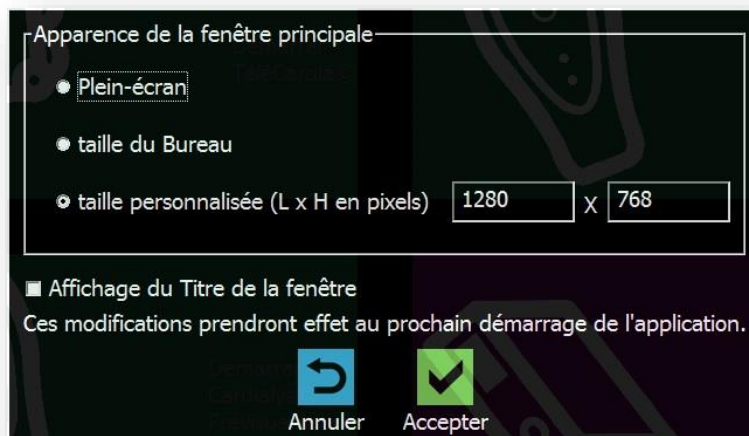 Apparence de la fenêtre principale
Plein-écran
taille du Bureau
taille personnalisée (L x H en pixels) 1280 X 768
Affichage du Titre de la fenêtre
Ces modifications prendront effet au prochain démarrage de l'application.
Annuler Accepter